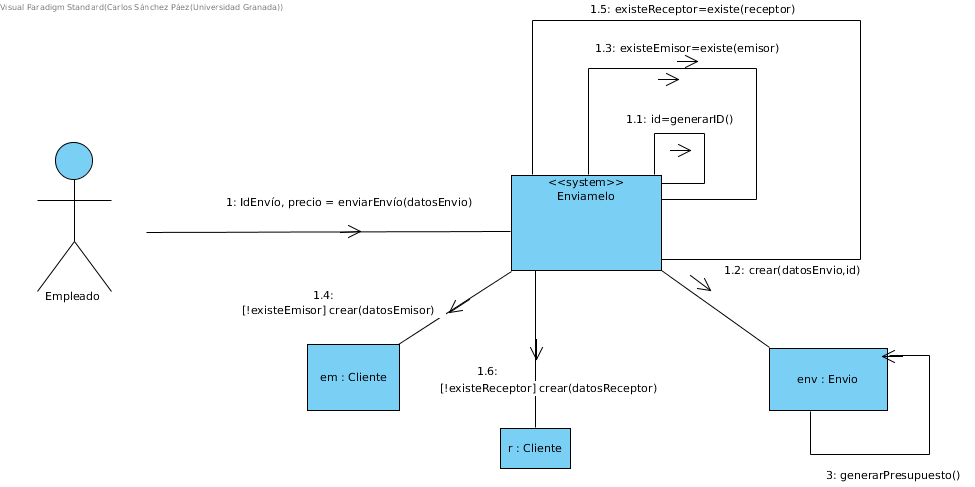 Visual Paradigm Standard(Carlos Sánchez Páez(Universidad Granada))
1.5: existeReceptor=existe(receptor)
1.3: existeEmisor=existe(emisor)
1.1: id=generarID()
<<system>>
Enviamelo
1: IdEnvío, precio = enviarEnvío(datosEnvio)
Empleado
1.2: crear(datosEnvio,id)
1.4:
[!existeEmisor] crear(datosEmisor)
em : Cliente
1.6:
[!existeReceptor] crear(datosReceptor)
env : Envio
r : Cliente
3: generarPresupuesto()